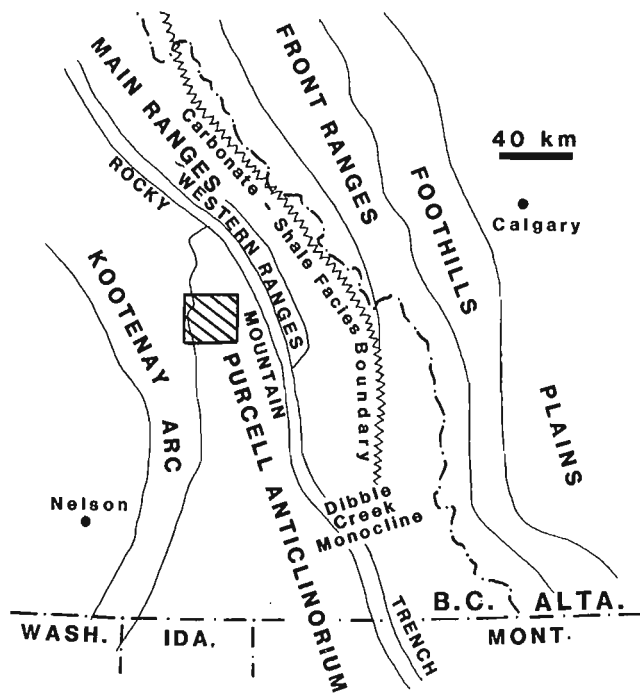 MAIN RANGES
FRONT RANGES
FOOTHILLS
40 km
Calgary
Carbonate - Shale Facies Boundary
ROCKY MOUNTAIN TRENCH
WESTERN RANGES
KOOTENAY ARC
PURCELL ANTICLINORIUM
PLAINS
Nelson
Dibble
Creek
Monocline
B.C.
ALTA.
WASH.
IDA.
MONT.